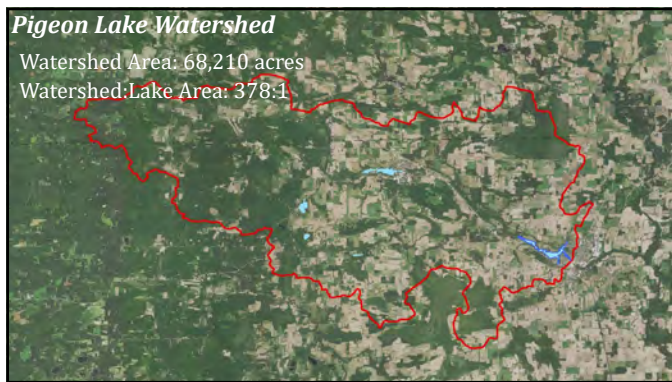 Pigeon Lake Watershed
Watershed Area: 68,210 acres
Watershed:Lake Area: 378:1